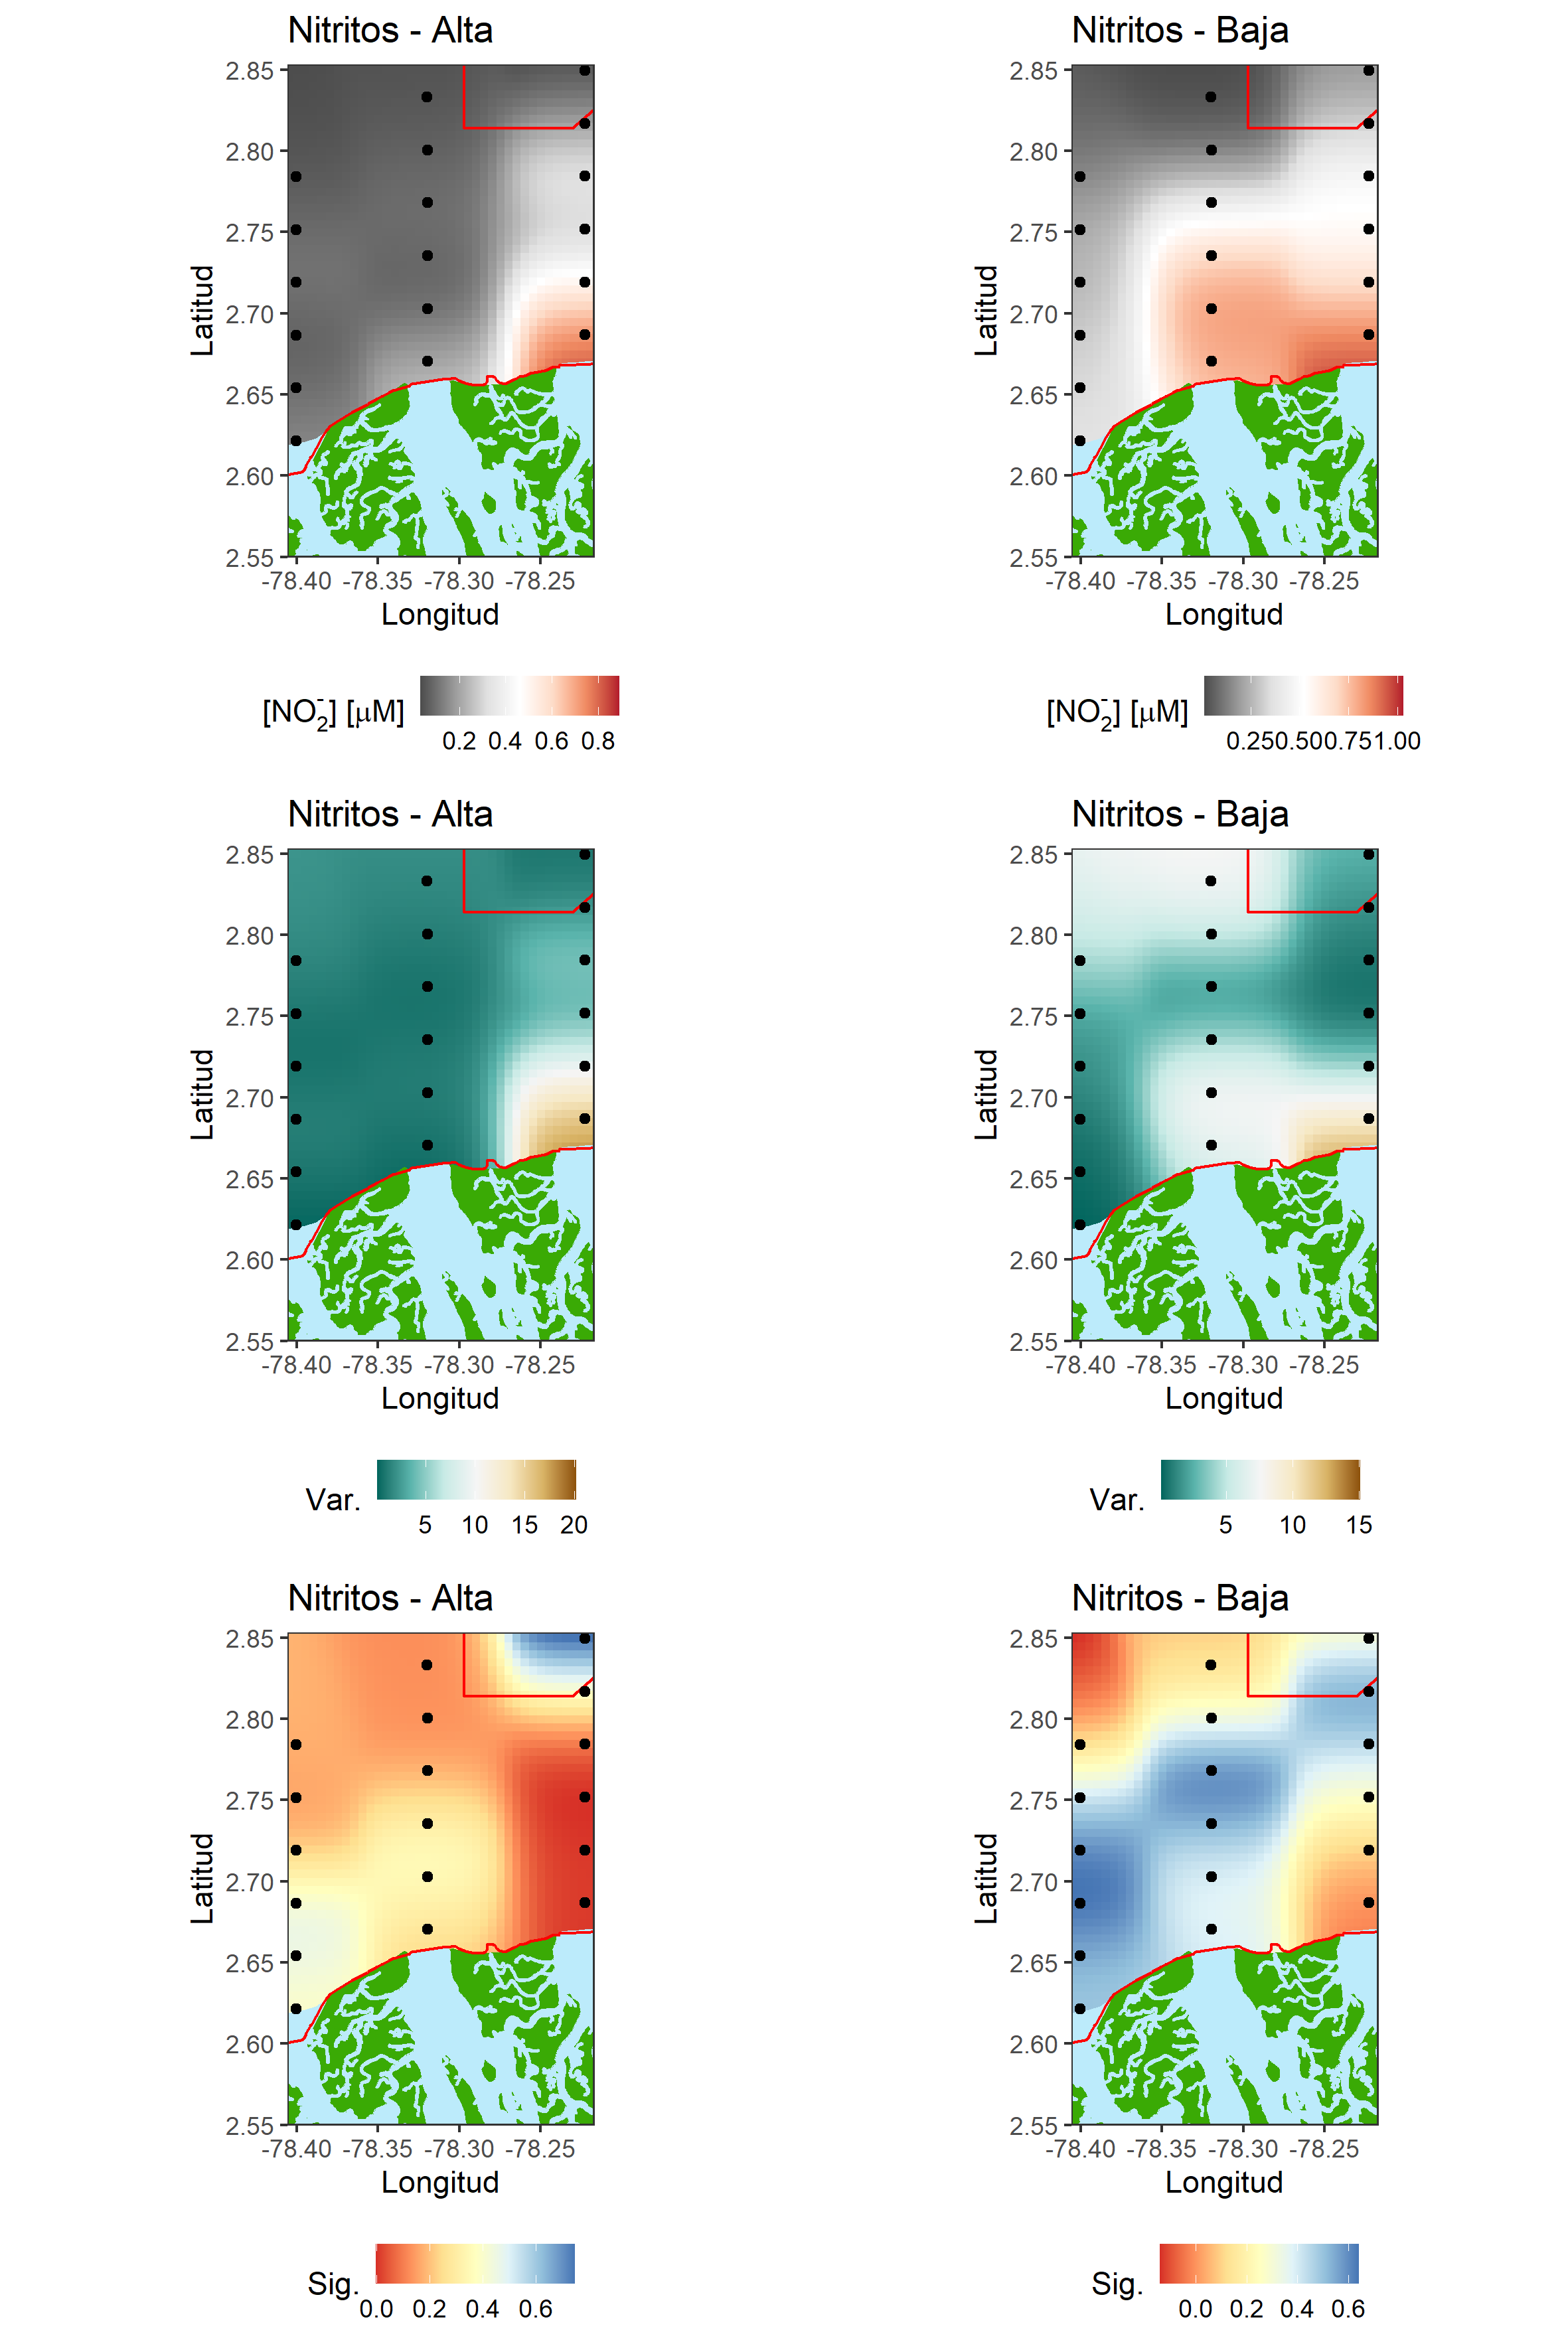 Nitritos - Alta
Nitritos - Baja
2.85
2.80
2.75
2.70
2.65
2.60
2.55
Latitud
-78.40 -78.35 -78.30 -78.25
Longitud
[NO₂⁻] [µM]
0.2 0.4 0.6 0.8
2.85
2.80
2.75
2.70
2.65
2.60
2.55
Latitud
-78.40 -78.35 -78.30 -78.25
Longitud
[NO₂⁻] [µM]
0.25 0.50 0.75 1.00
Nitritos - Alta
Nitritos - Baja
2.85
2.80
2.75
2.70
2.65
2.60
2.55
Latitud
-78.40 -78.35 -78.30 -78.25
Longitud
Var.
5 10 15 20
2.85
2.80
2.75
2.70
2.65
2.60
2.55
Latitud
-78.40 -78.35 -78.30 -78.25
Longitud
Var.
5 10 15
Nitritos - Alta
Nitritos - Baja
2.85
2.80
2.75
2.70
2.65
2.60
2.55
Latitud
-78.40 -78.35 -78.30 -78.25
Longitud
Sig.
0.0 0.2 0.4 0.6
2.85
2.80
2.75
2.70
2.65
2.60
2.55
Latitud
-78.40 -78.35 -78.30 -78.25
Longitud
Sig.
0.0 0.2 0.4 0.6